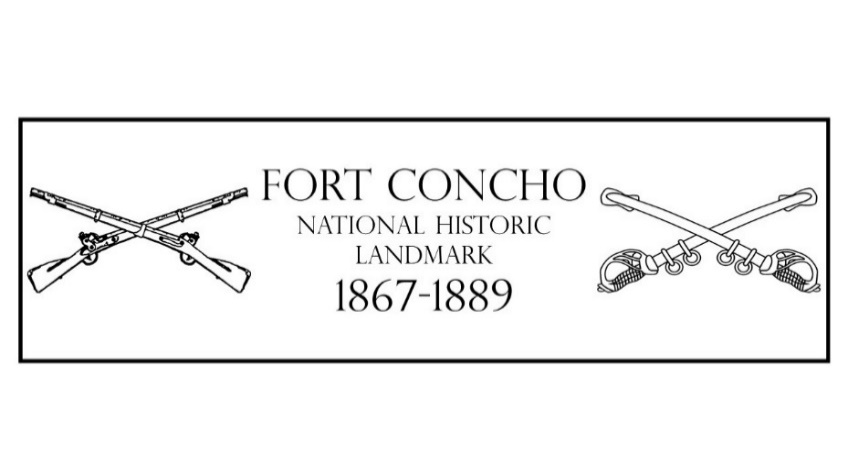 FORT CONCHO
NATIONAL HISTORIC
LANDMARK
1867-1889